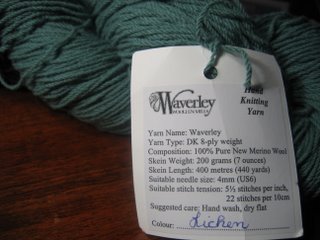 Waverley
WOOLLEN MILLS
Hand
Knitting
Yarn
Yarn Name: Waverley
Yarn Type: DK 8-ply weight
Composition: 100% Pure New Merino Wool
Skein Weight: 200 grams (7 ounces)
Skein Length: 400 metres (440 yards)
Suitable needle size: 4mm (US6)
Suitable stitch tension: 5½ stitches per inch,
22 stitches per 10cm
Suggested care: Hand wash, dry flat
Colour: Lichen